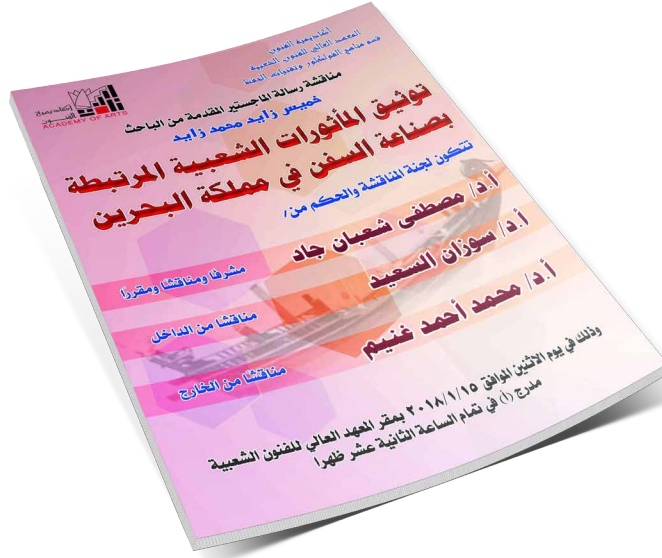 أكاديمية الفنون
المعهد العالي للفنون الشعبية
قسم مناهج الفولكلور وتقنيات الحفظ
أكاديمية الفنون
ACADEMY OF ARTS
مناقشة رسالة الماجستير المقدمة من الباحث
خميس زايد محمد زايد
توثيق المأثورات الشعبية المرتبطة
بصناعة السفن في مملكة البحرين
تتكون لجنة المناقشة والحكم من /
أ.د/ مصطفى شعبان جاد
مشرفا ومناقشا ومقررا
أ.د/ سوزان السعيد
مناقشا من الداخل
أ.د/ محمد أحمد غنيم
مناقشا من الخارج
وذلك في يوم الاثنين الموافق ٢٠١٨/١/١٥ بمقر المعهد العالي للفنون الشعبية
مدرج (١) في تمام الساعة الثانية عشر ظهرا